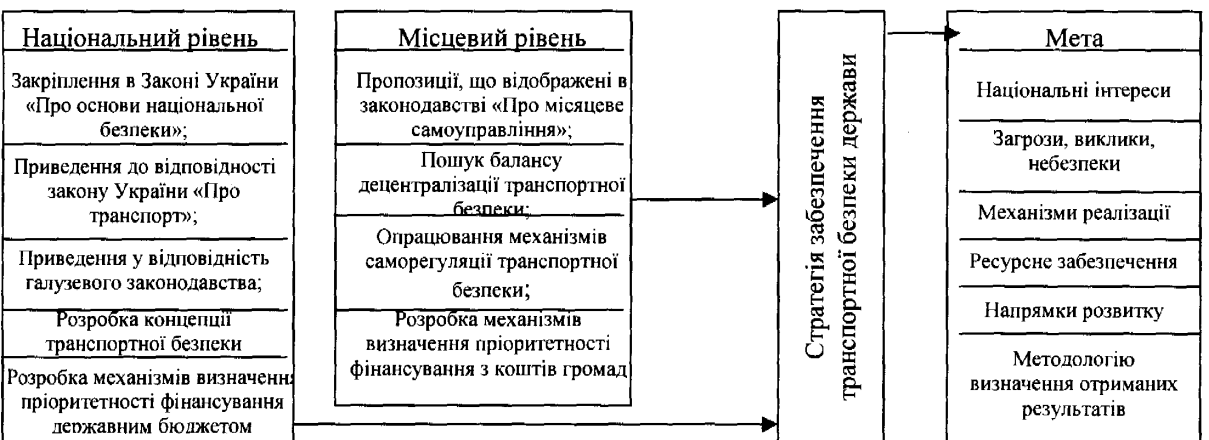 Національний рівень
Закріплення в Законі України
«Про основи національної
безпеки»;
Приведення до відповідності
закону України «Про
транспорт»;
Приведення у відповідність
галузевого законодавства;
Розробка концепції
транспортної безпеки
Розробка механізмів визначення
пріоритетності фінансування
державним бюджетом
Місцевий рівень
Пропозиції, що відображені в
законодавстві «Про місяцеве
самоуправління»;
Пошук балансу
децентралізації транспортної
безпеки;
Опрацювання механізмів
саморегуляції транспортної
безпеки;
Розробка механізмів
визначення пріоритетності
фінансування з коштів громад
Стратегія забезпечення
транспортної безпеки держави
Мета
Національні інтереси
Загрози, виклики,
небезпеки
Механізми реалізації
Ресурсне забезпечення
Напрямки розвитку
Методологію
визначення отриманих
результатів